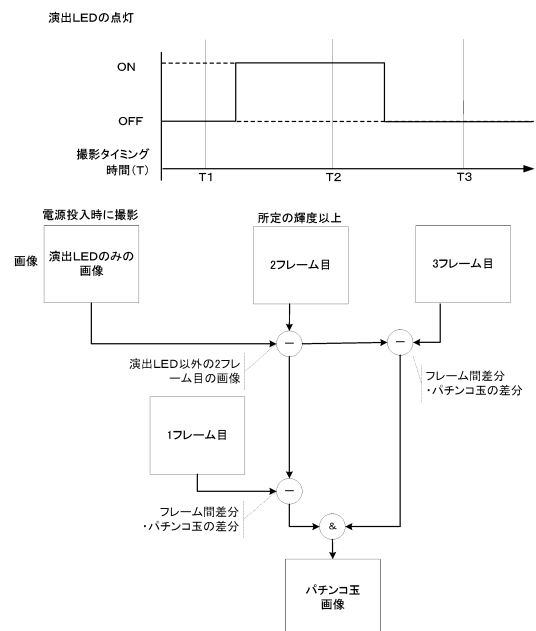 演出LEDの点灯
ON
OFF
撮影タイミング
時間(T)
T1
T2
T3
電源投入時に撮影
所定の輝度以上
画像
演出LEDのみの
画像
2フレーム目
3フレーム目
−
−
演出LED以外の2フレ
ーム目の画像
フレーム間差分
・パチンコ玉の差分
1フレーム目
−
フレーム間差分
・パチンコ玉の差分
&
パチンコ玉
画像